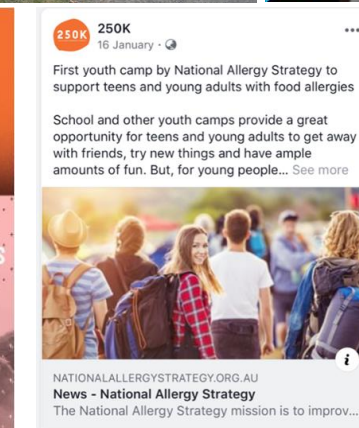 250K
250K
16 January ·
First youth camp by National Allergy Strategy to
support teens and young adults with food allergies
School and other youth camps provide a great
opportunity for teens and young adults to get away
with friends, try new things and have ample
amounts of fun. But, for young people... See more
S
i
NATIONALALLERGYSTRATEGY.ORG.AU
News - National Allergy Strategy
The National Allergy Strategy mission is to improv...